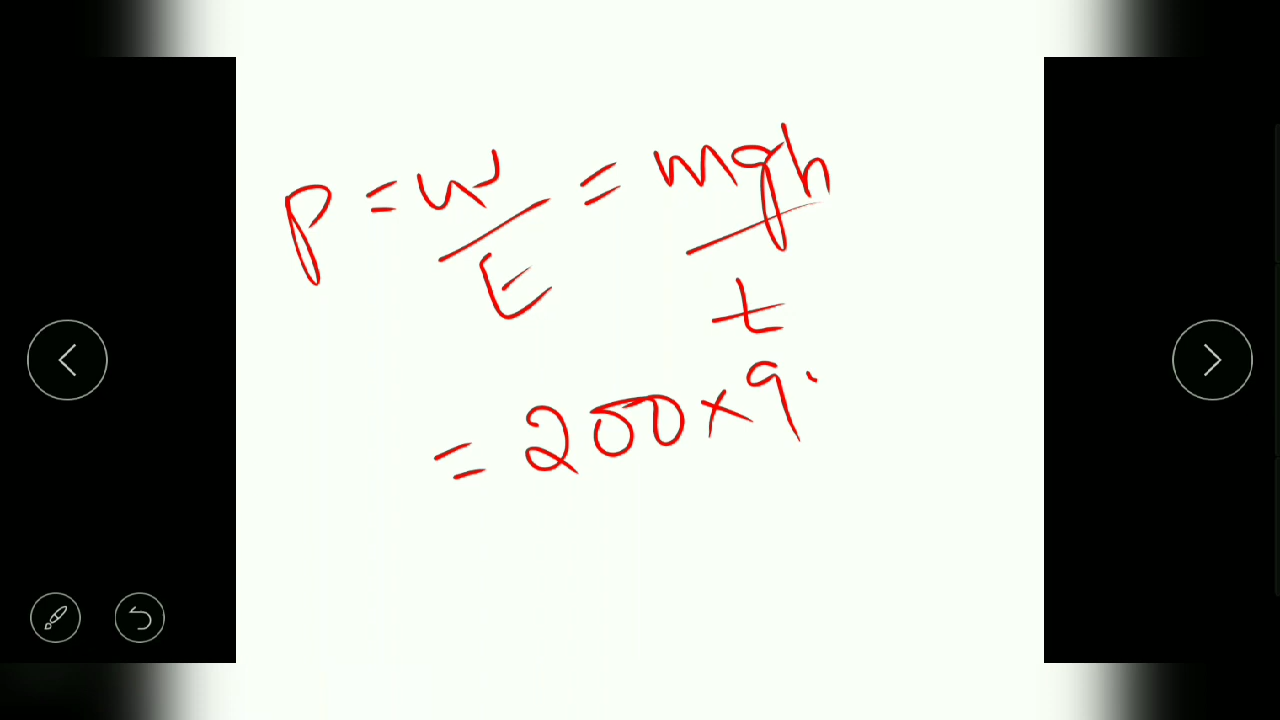 P = W/E = mgh/t
= 200 × 9.